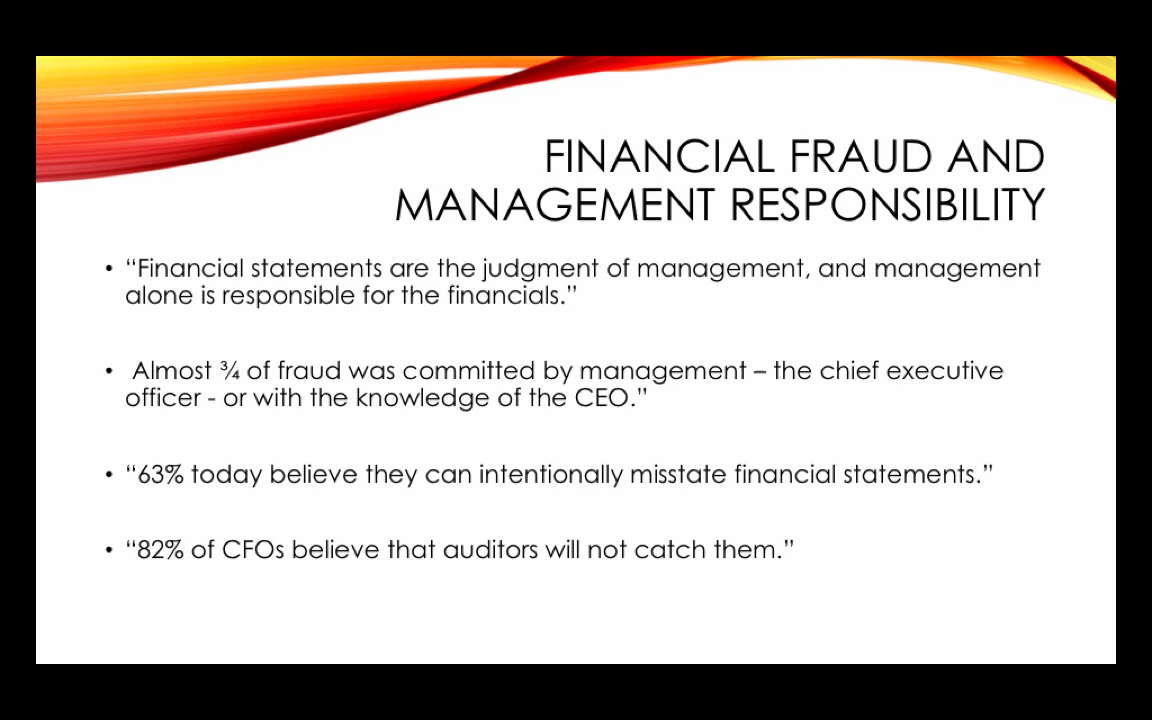 FINANCIAL FRAUD AND
MANAGEMENT RESPONSIBILITY
• “Financial statements are the judgment of management, and management
alone is responsible for the financials.”
• Almost ¾ of fraud was committed by management – the chief executive
officer - or with the knowledge of the CEO.”
• “63% today believe they can intentionally misstate financial statements.”
• “82% of CFOs believe that auditors will not catch them.”